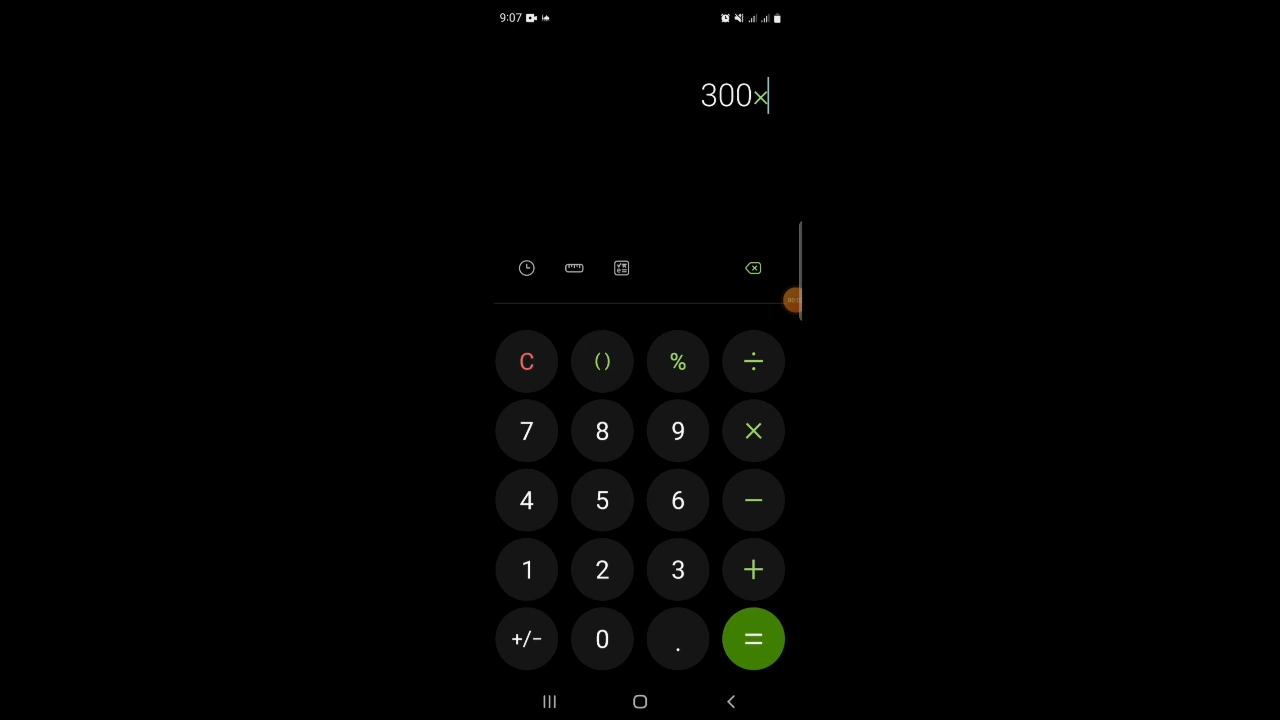 9:07
300×
C () % ÷
7 8 9 ×
4 5 6 −
1 2 3 +
+/− 0 . =